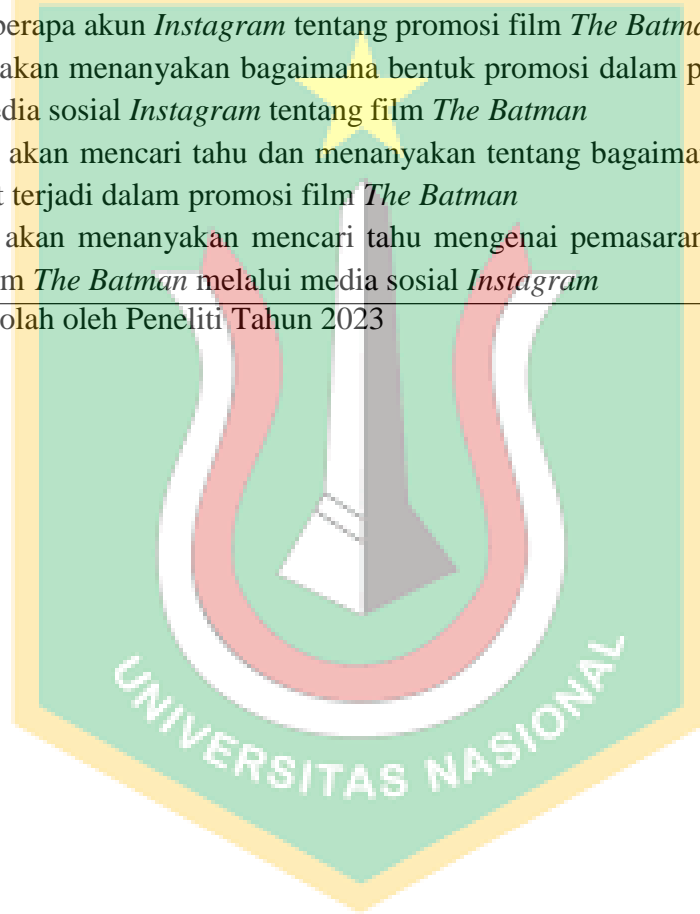 berapa akun Instagram tentang promosi film The Batma
akan menanyakan bagaimana bentuk promosi dalam p
dia sosial Instagram tentang film The Batman
akan mencari tahu dan menanyakan tentang bagaima
t terjadi dalam promosi film The Batman
akan menanyakan mencari tahu mengenai pemasaran
m The Batman melalui media sosial Instagram
olah oleh Peneliti Tahun 2023
UNIVERSITAS NASIONAL